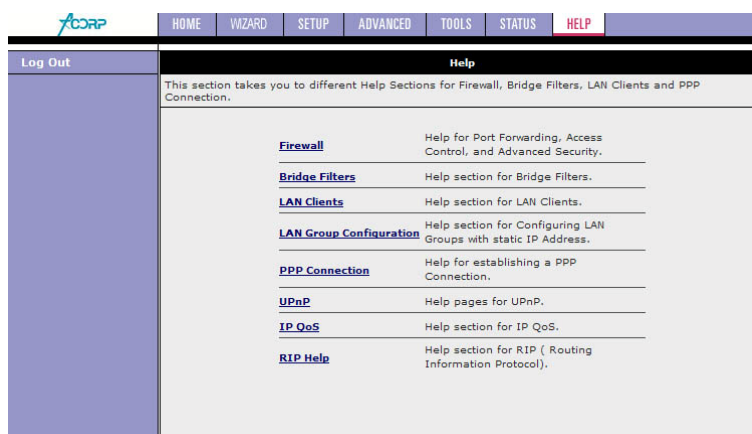 ACORP
HOME WIZARD SETUP ADVANCED TOOLS STATUS HELP
Log Out
Help
This section takes you to different Help Sections for Firewall, Bridge Filters, LAN Clients and PPP
Connection.
Firewall
Help for Port Forwarding, Access
Control, and Advanced Security.
Bridge Filters
Help section for Bridge Filters.
LAN Clients
Help section for LAN Clients.
LAN Group Configuration
Help section for Configuring LAN
Groups with static IP Address.
PPP Connection
Help for establishing a PPP
Connection.
UPnP
Help pages for UPnP.
IP QoS
Help section for IP QoS.
RIP Help
Help section for RIP ( Routing
Information Protocol).